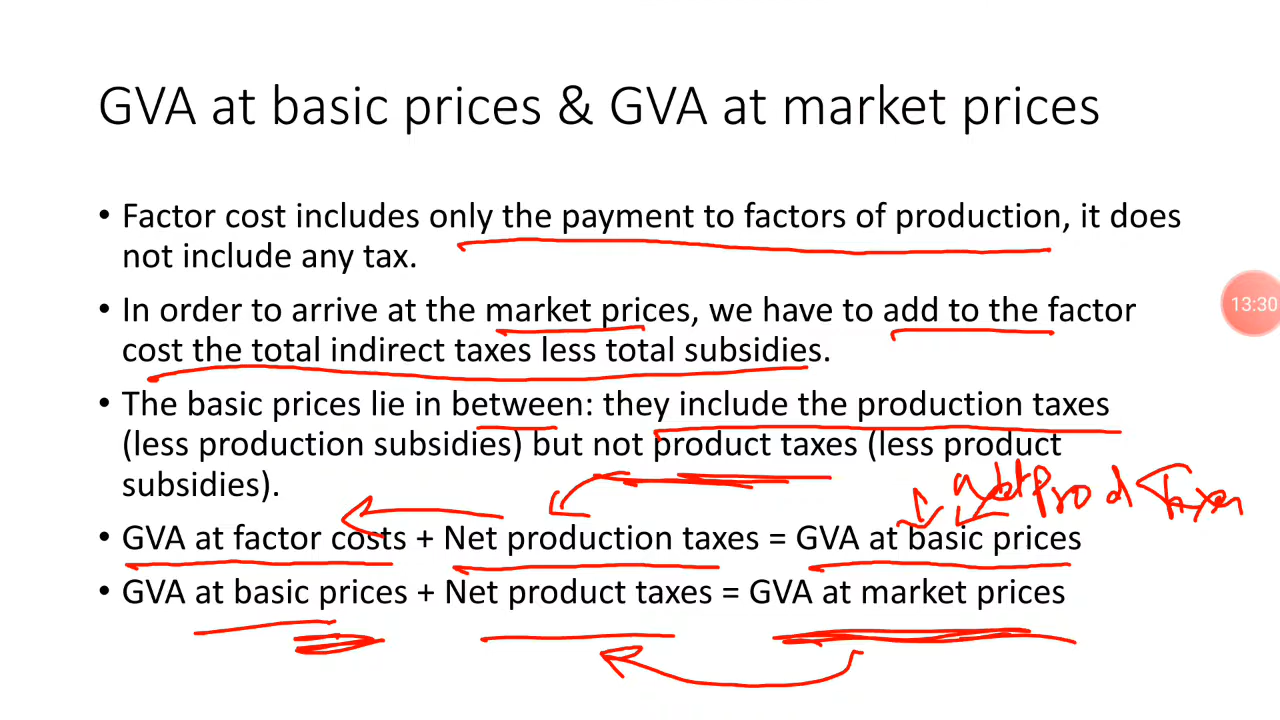 GVA at basic prices & GVA at market prices
• Factor cost includes only the payment to factors of production, it does
not include any tax.
• In order to arrive at the market prices, we have to add to the factor
cost the total indirect taxes less total subsidies.
• The basic prices lie in between: they include the production taxes
(less production subsidies) but not product taxes (less product
subsidies).
• GVA at factor costs + Net production taxes = GVA at basic prices
• GVA at basic prices + Net product taxes = GVA at market prices
13:30